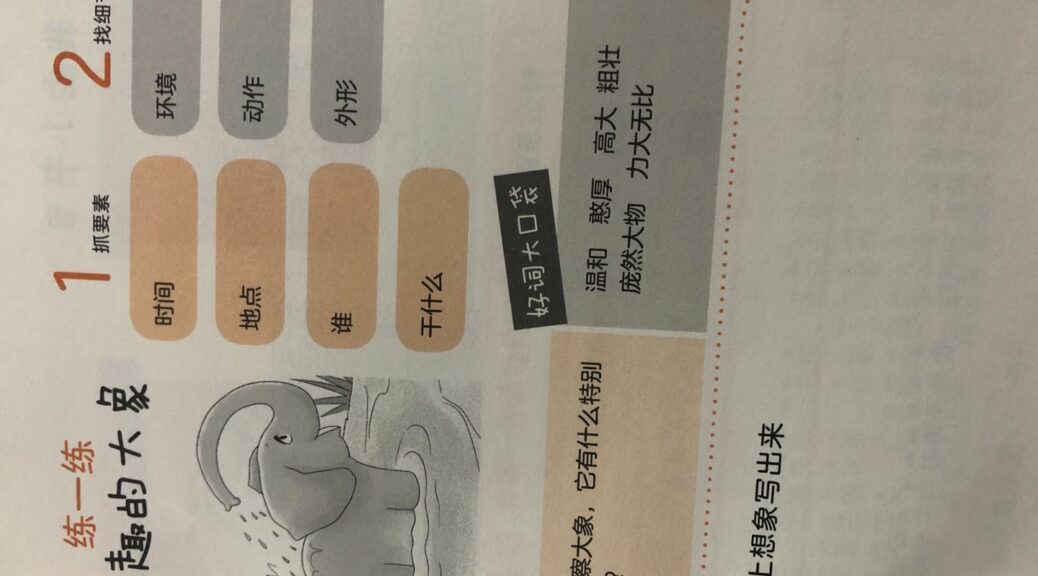 练一练
趣的大象
1 抓要素
时间
地点
谁
干什么
2 找细
环境
动作
外形
察大象，它有什么特别
？
好词大口袋
温和 憨厚 高大 粗壮
庞然大物 力大无比
上想象写出来